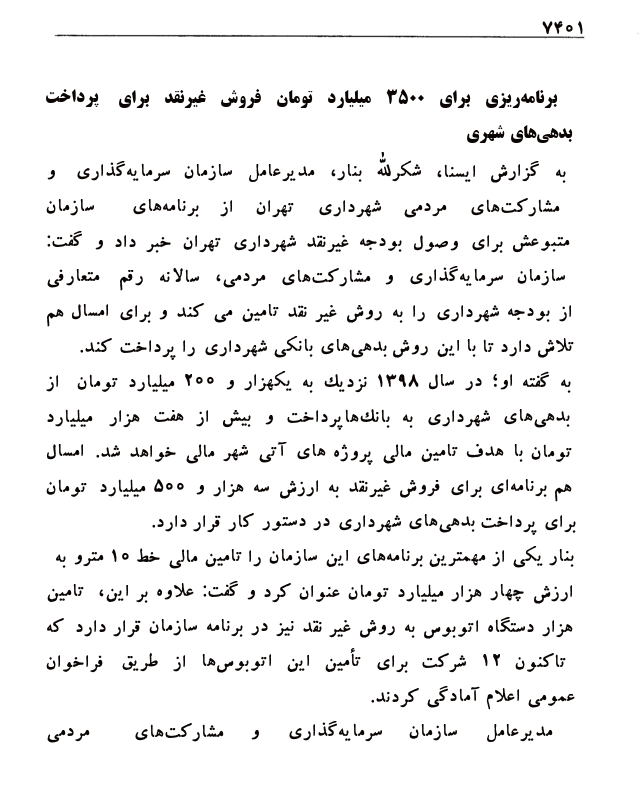 ۷۴۰۱
برنامه‌ریزی برای ۳۵۰۰ میلیارد تومان فروش غیرنقد برای پرداخت
بدهی‌های شهری
به گزارش ایسنا، شکرالله بنار، مدیرعامل سازمان سرمایه‌گذاری و
مشارکت‌های مردمی شهرداری تهران از برنامه‌های سازمان
متبوعش برای وصول بودجه غیرنقد شهرداری تهران خبر داد و گفت:
سازمان سرمایه‌گذاری و مشارکت‌های مردمی، سالانه رقم متعارفی
از بودجه شهرداری را به روش غیر نقد تامین می کند و برای امسال هم
تلاش دارد تا با این روش بدهی‌های بانکی شهرداری را پرداخت کند.
به گفته او؛ در سال ۱۳۹۸ نزدیك به یکهزار و ۲۰۰ میلیارد تومان از
بدهی‌های شهرداری به بانك‌هاپرداخت و بیش از هفت هزار میلیارد
تومان با هدف تامین مالی پروژه های آتی شهر مالی خواهد شد. امسال
هم برنامه‌ای برای فروش غیرنقد به ارزش سه هزار و ۵۰۰ میلیارد تومان
برای پرداخت بدهی‌های شهرداری در دستور کار قرار دارد.
بنار یکی از مهمترین برنامه‌های این سازمان را تامین مالی خط ۱۰ مترو به
ارزش چهار هزار میلیارد تومان عنوان کرد و گفت: علاوه بر این، تامین
هزار دستگاه اتوبوس به روش غیر نقد نیز در برنامه سازمان قرار دارد که
تاکنون ۱۲ شرکت برای تأمین این اتوبوس‌ها از طریق فراخوان
عمومی اعلام آمادگی کردند.
مدیرعامل سازمان سرمایه‌گذاری و مشارکت‌های مردمی